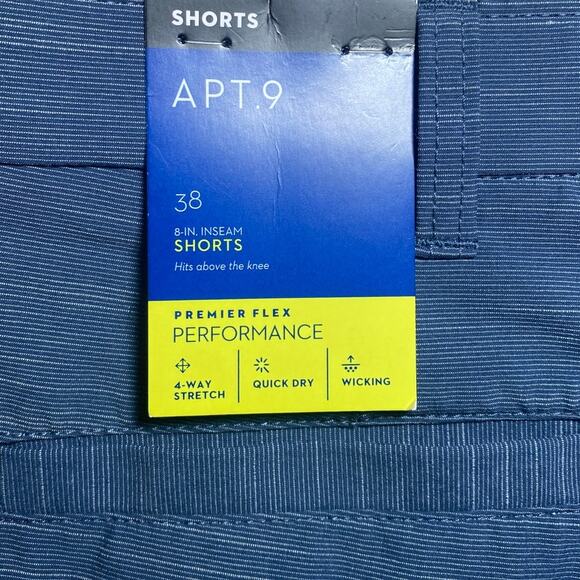 SHORTS
APT.9
38
8-IN. INSEAM
SHORTS
Hits above the knee
PREMIER FLEX
PERFORMANCE
4-WAY
STRETCH
QUICK DRY
WICKING